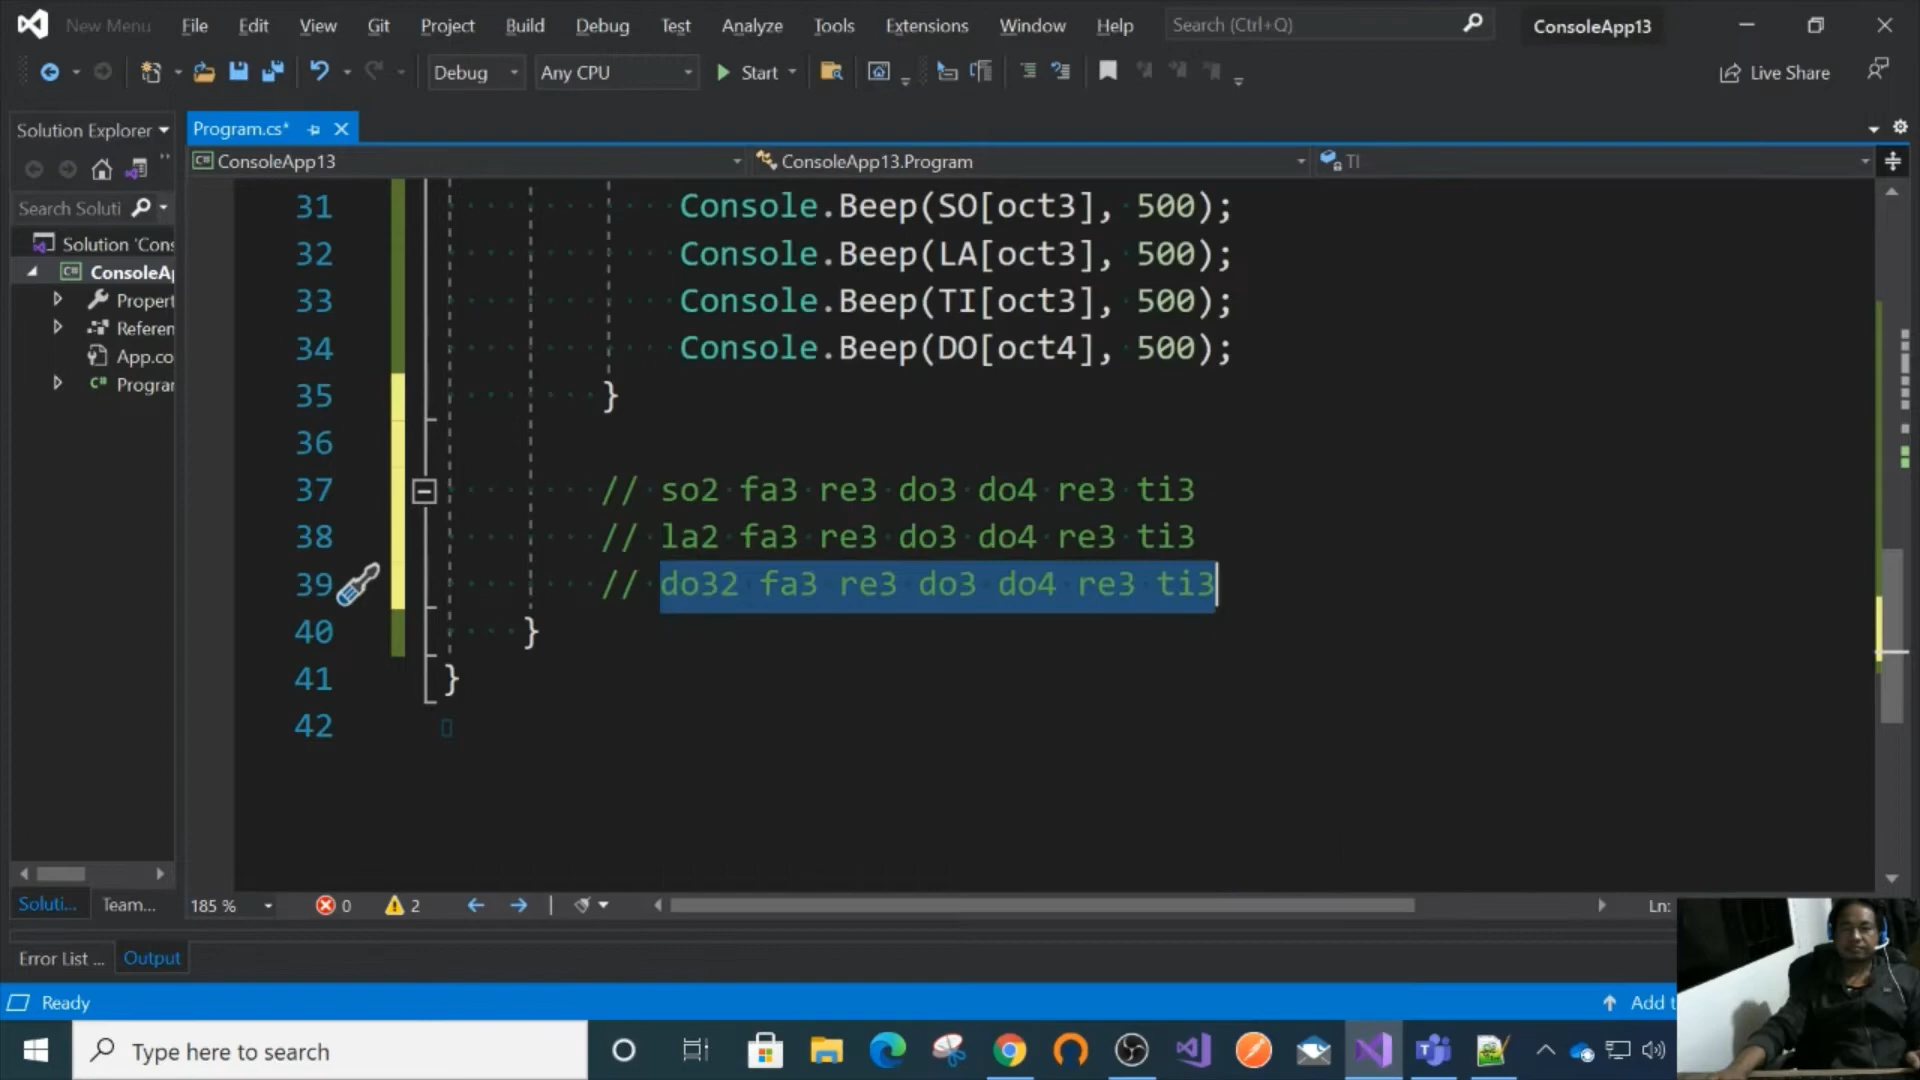 New Menu File Edit View Git Project Build Debug Test Analyze Tools Extensions Window Help Search (Ctrl+Q) ConsoleApp13
Debug Any CPU Start Live Share
Solution Explorer Program.cs*
ConsoleApp13 ConsoleApp13.Program TI
Search Soluti
Solution 'Cons
ConsoleAp
Propert
Referen
App.co
C# Progran
31 Console.Beep(SO[oct3], 500);
32 Console.Beep(LA[oct3], 500);
33 Console.Beep(TI[oct3], 500);
34 Console.Beep(DO[oct4], 500);
35 }
36
37 // so2 fa3 re3 do3 do4 re3 ti3
38 // la2 fa3 re3 do3 do4 re3 ti3
39 // do32 fa3 re3 do3 do4 re3 ti3
40 }
41 }
42
Soluti... Team... 185 % 0 2 Ln:
Error List ... Output
Ready Add t
Type here to search